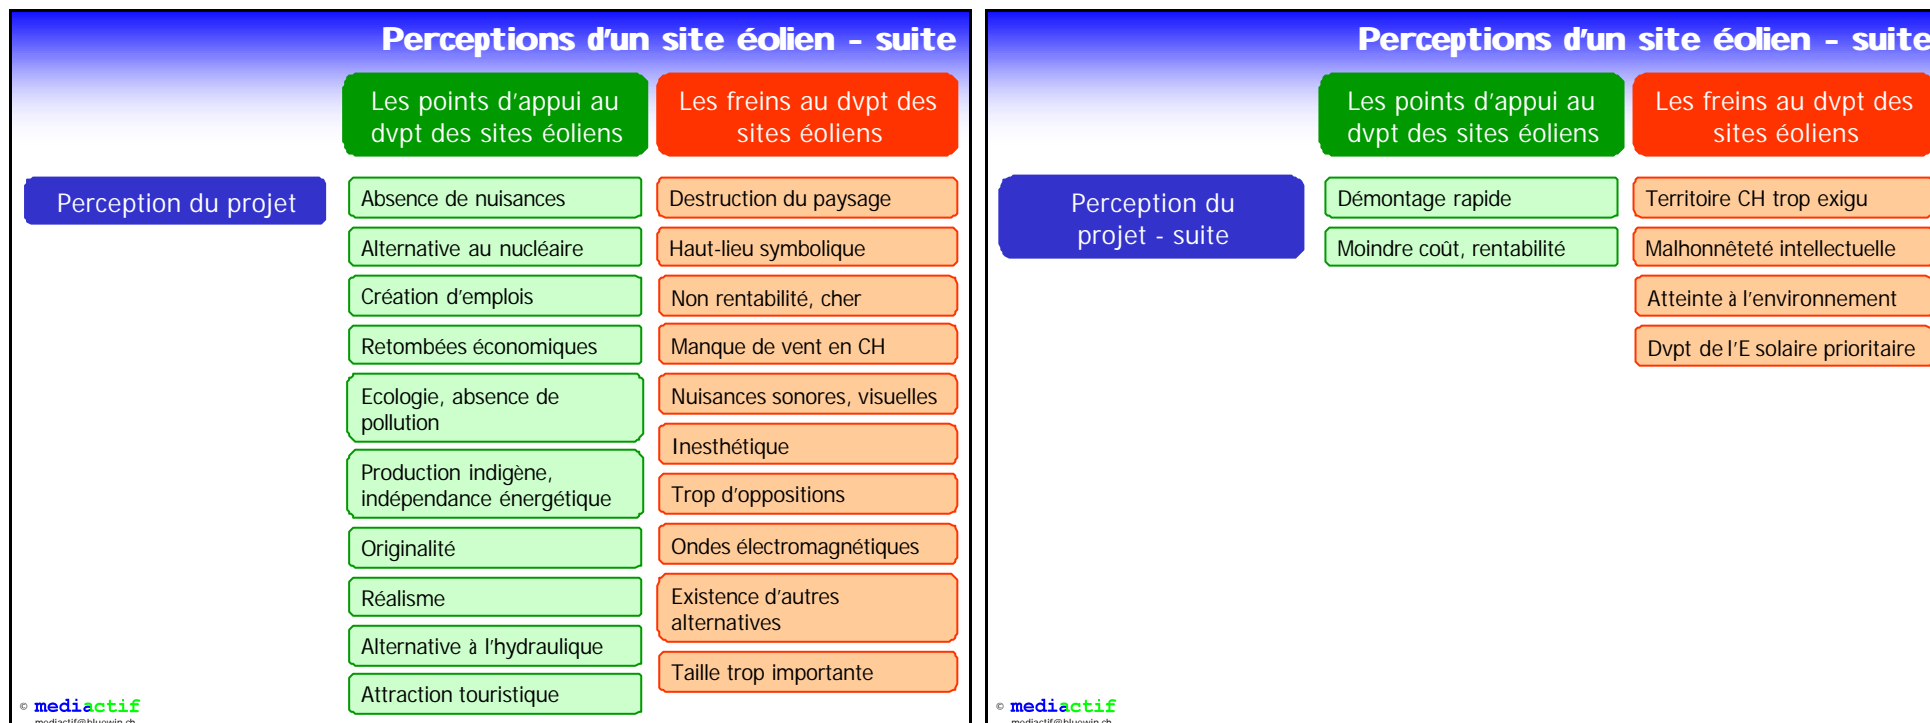 Perceptions d'un site éolien - suite
Les points d'appui au
dvpt des sites éoliens
Les freins au dvpt des
sites éoliens
Perception du projet
Absence de nuisances
Alternative au nucléaire
Création d'emplois
Retombées économiques
Ecologie, absence de
pollution
Production indigène,
indépendance énergétique
Originalité
Réalisme
Alternative à l'hydraulique
Attraction touristique
Destruction du paysage
Haut-lieu symbolique
Non rentabilité, cher
Manque de vent en CH
Nuisances sonores, visuelles
Inesthétique
Trop d'oppositions
Ondes électromagnétiques
Existence d'autres
alternatives
Taille trop importante
© mediactif
mediactif@bluewin.ch
Perceptions d'un site éolien - suite
Les points d'appui au
dvpt des sites éoliens
Les freins au dvpt des
sites éoliens
Perception du
projet - suite
Démontage rapide
Moindre coût, rentabilité
Territoire CH trop exigu
Malhonnêteté intellectuelle
Atteinte à l'environnement
Dvpt de l'E solaire prioritaire
© mediactif
mediactif@bluewin.ch